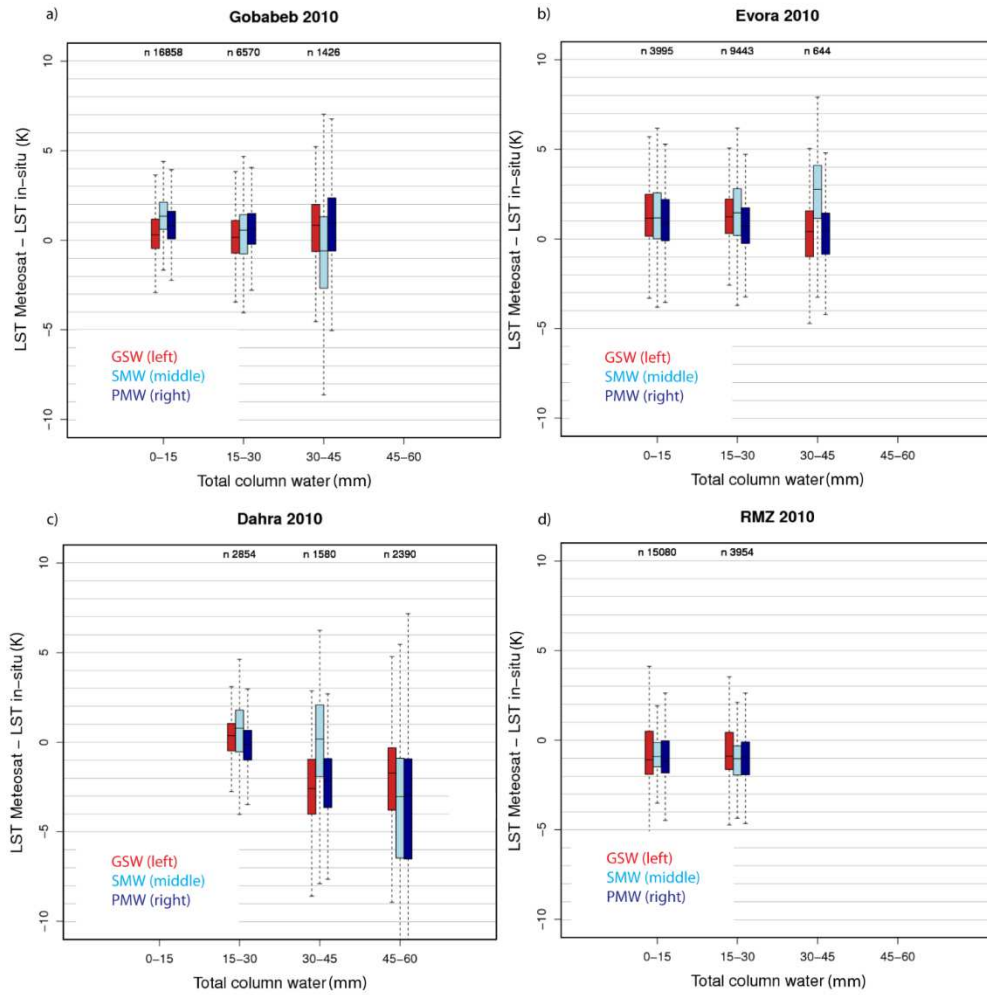 a)
Gobabeb 2010
n 16858 n 6570 n 1426
LST Meteosat – LST in-situ (K)
10
5
0
−5
−10
GSW (left)
SMW (middle)
PMW (right)
0−15 15−30 30−45 45−60
Total column water (mm)
b)
Evora 2010
n 3995 n 9443 n 644
LST Meteosat – LST in-situ (K)
10
5
0
−5
−10
GSW (left)
SMW (middle)
PMW (right)
0−15 15−30 30−45 45−60
Total column water (mm)
c)
Dahra 2010
n 2854 n 1580 n 2390
LST Meteosat – LST in-situ (K)
10
5
0
−5
−10
GSW (left)
SMW (middle)
PMW (right)
0−15 15−30 30−45 45−60
Total column water (mm)
d)
RMZ 2010
n 15080 n 3954
LST Meteosat – LST in-situ (K)
10
5
0
−5
−10
GSW (left)
SMW (middle)
PMW (right)
0−15 15−30 30−45 45−60
Total column water (mm)